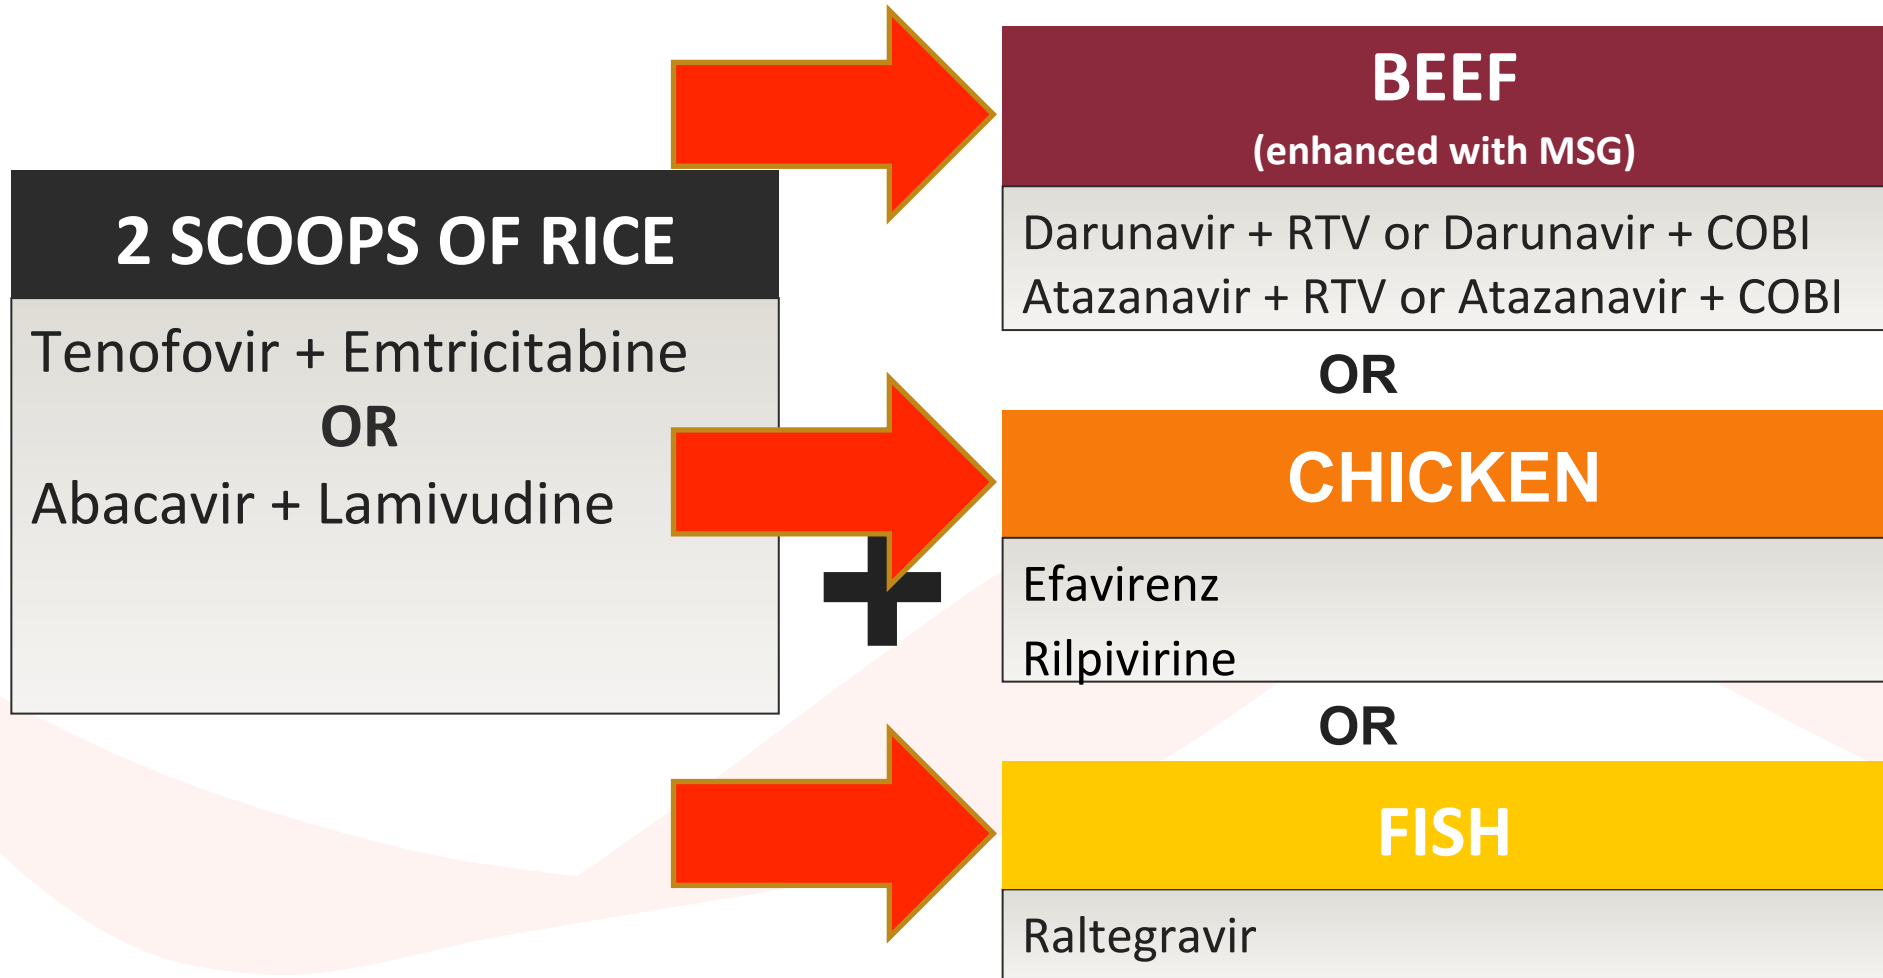 2 SCOOPS OF RICE
Tenofovir + Emtricitabine
OR
Abacavir + Lamivudine
+
BEEF
(enhanced with MSG)
Darunavir + RTV or Darunavir + COBI
Atazanavir + RTV or Atazanavir + COBI
OR
CHICKEN
Efavirenz
Rilpivirine
OR
FISH
Raltegravir